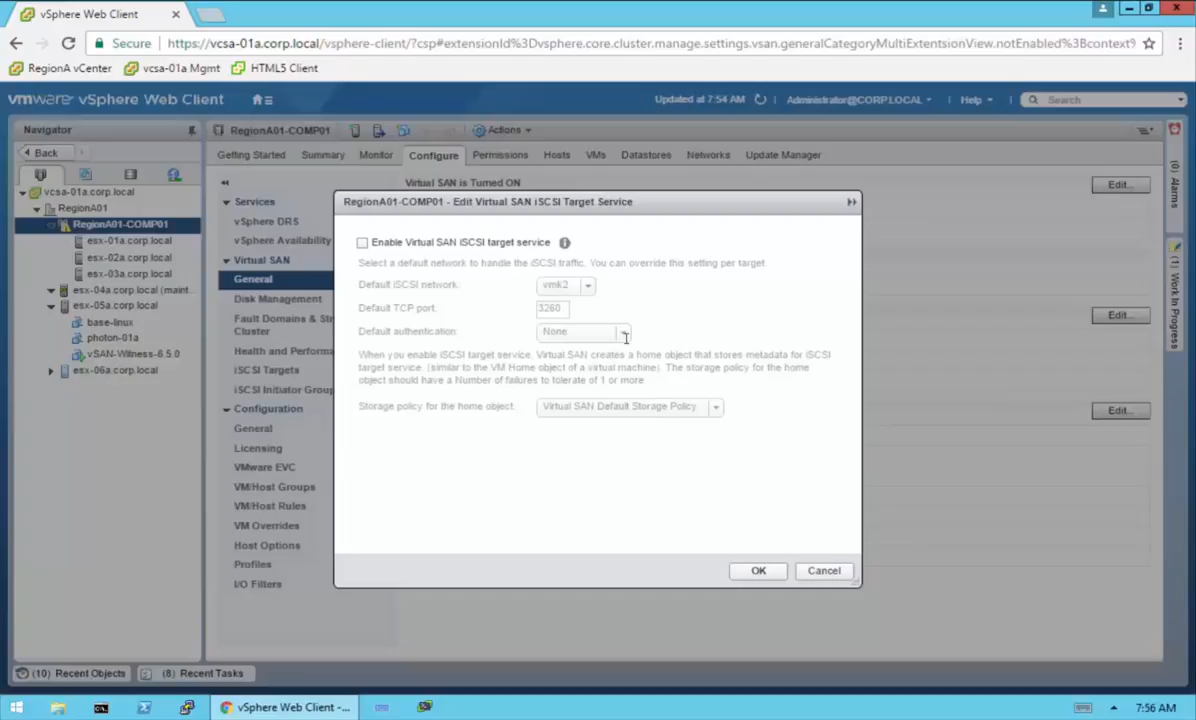 vSphere Web Client
Secure
https://vcsa-01a.corp.local/vsphere-client/?csp#extensionId%3Dvsphere.core.cluster.manage.settings.vsan.generalCategoryMultiExtentsionView.notEnabled%3Bcontext%
RegionA vCenter
vcsa-01a Mgmt
HTML5 Client
vmware vSphere Web Client
Updated at 7:54 AM
Administrator@CORP.LOCAL
Help
Search
Navigator
Back
vcsa-01a.corp.local
RegionA01
RegionA01-COMP01
esx-01a.corp.local
esx-02a.corp.local
esx-03a.corp.local
esx-04a.corp.local (maint...
esx-05a.corp.local
base-linux
photon-01a
vSAN-Witness-6.5.0
esx-06a.corp.local
RegionA01-COMP01
Actions
Getting Started
Summary
Monitor
Configure
Permissions
Hosts
VMs
Datastores
Networks
Update Manager
Services
vSphere DRS
vSphere Availability
Virtual SAN
General
Disk Management
Fault Domains & Str
Cluster
Health and Performa
iSCSI Targets
iSCSI Initiator Group
Configuration
General
Licensing
VMware EVC
VM/Host Groups
VM/Host Rules
VM Overrides
Host Options
Profiles
I/O Filters
Virtual SAN is Turned ON
Edit...
Edit...
Edit...
RegionA01-COMP01 - Edit Virtual SAN iSCSI Target Service
Enable Virtual SAN iSCSI target service
Select a default network to handle the iSCSI traffic. You can override this setting per target.
Default iSCSI network:
vmk2
Default TCP port:
3260
Default authentication:
None
When you enable iSCSI target service, Virtual SAN creates a home object that stores metadata for iSCSI
target service. (similar to the VM Home object of a virtual machine). The storage policy for the home
object should have a Number of failures to tolerate of 1 or more
Storage policy for the home object:
Virtual SAN Default Storage Policy
OK
Cancel
(0) Alarms
(1) Work In Progress
(10) Recent Objects
(8) Recent Tasks
vSphere Web Client -...
7:56 AM